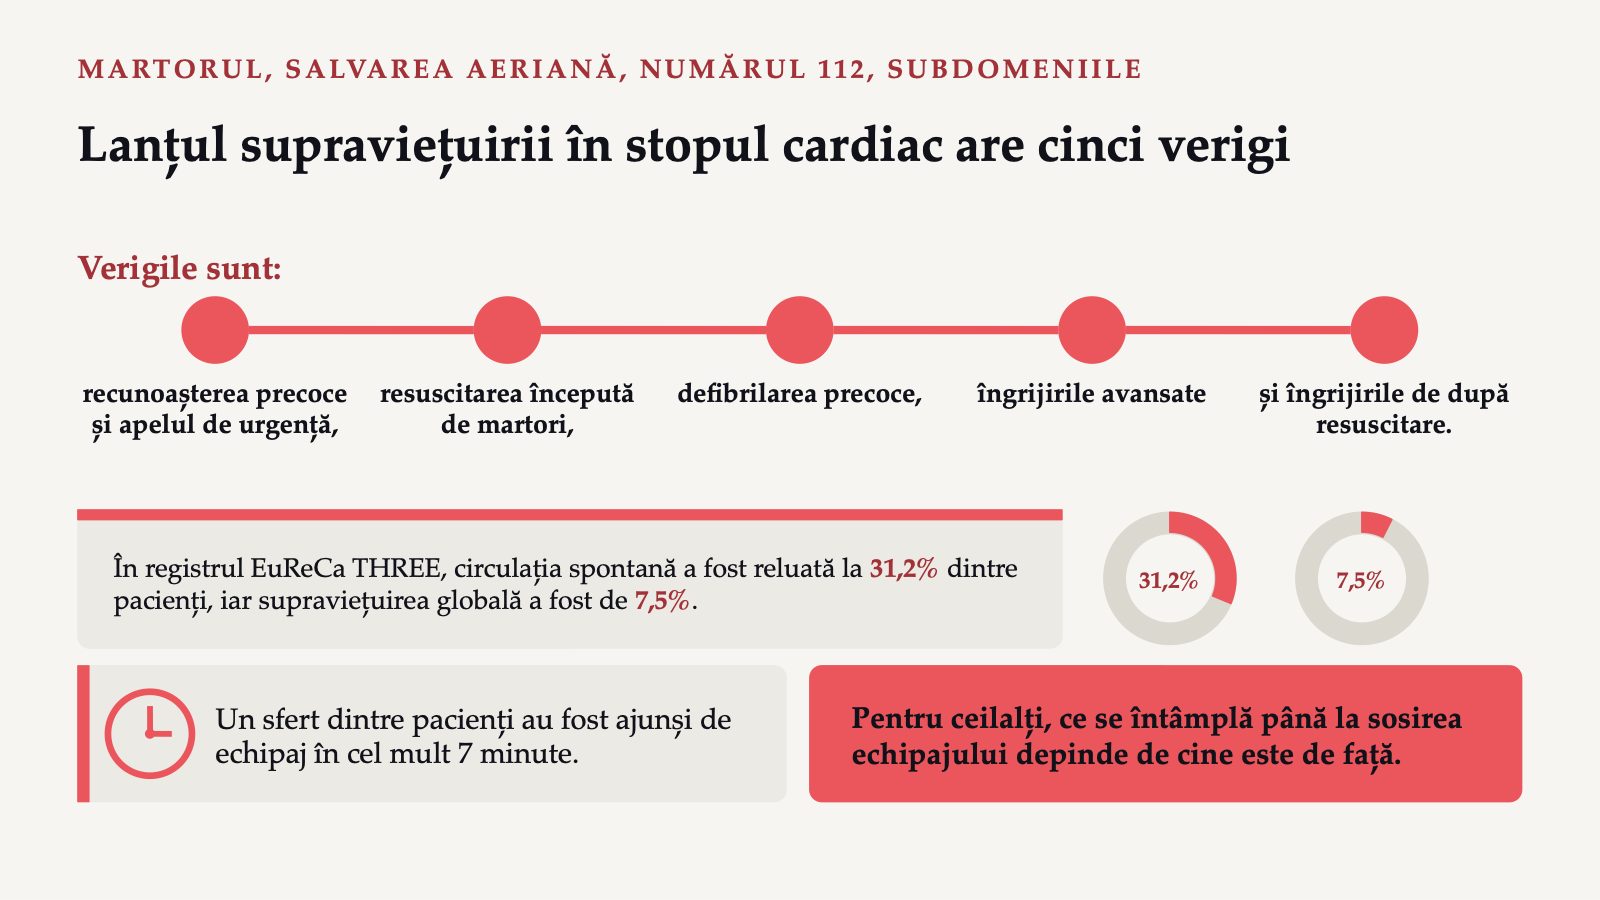 MARTORUL, SALVAREA AERIANĂ, NUMĂRUL 112, SUBDOMENIILE
Lanțul supraviețuirii în stopul cardiac are cinci verigi
Verigile sunt:
recunoașterea precoce
și apelul de urgență,
resuscitarea începută
de martori,
defibrilarea precoce,
îngrijirile avansate
și îngrijirile de după
resuscitare.
În registrul EuReCa THREE, circulația spontană a fost reluată la 31,2% dintre
pacienți, iar supraviețuirea globală a fost de 7,5%.
31,2%
7,5%
Un sfert dintre pacienți au fost ajunși de
echipaj în cel mult 7 minute.
Pentru ceilalți, ce se întâmplă până la sosirea
echipajului depinde de cine este de față.